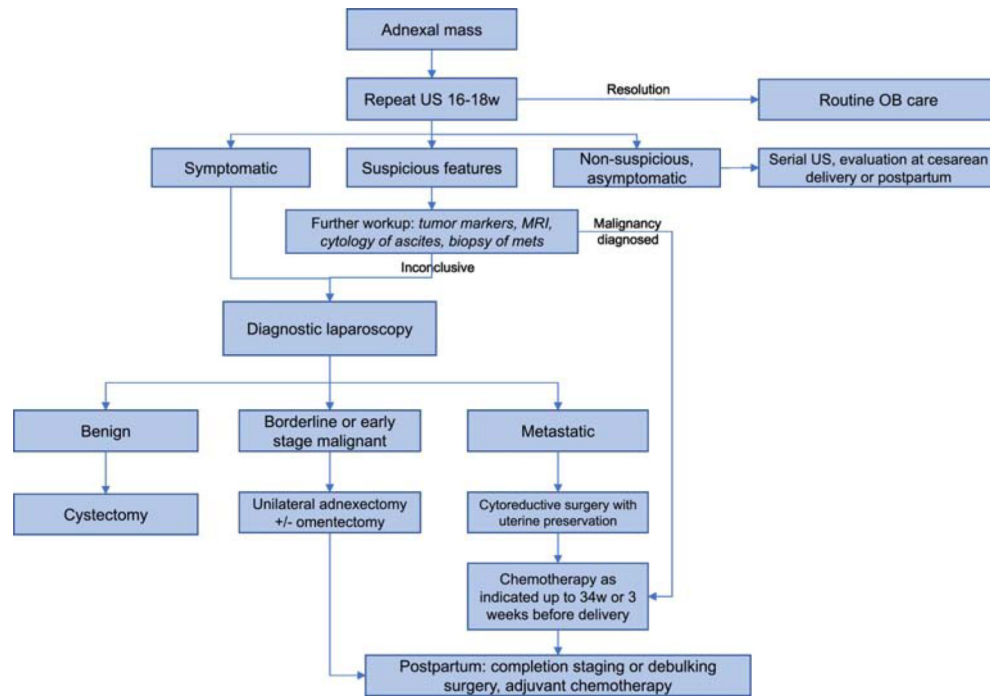 Adnexal mass
Repeat US 16-18w
Resolution
Routine OB care
Symptomatic
Suspicious features
Non-suspicious,
asymptomatic
Serial US, evaluation at cesarean
delivery or postpartum
Further workup: tumor markers, MRI,
cytology of ascites, biopsy of mets
Malignancy
diagnosed
Inconclusive
Diagnostic laparoscopy
Benign
Borderline or early
stage malignant
Metastatic
Cystectomy
Unilateral adnexectomy
+/- omentectomy
Cytoreductive surgery with
uterine preservation
Chemotherapy as
indicated up to 34w or 3
weeks before delivery
Postpartum: completion staging or debulking
surgery, adjuvant chemotherapy